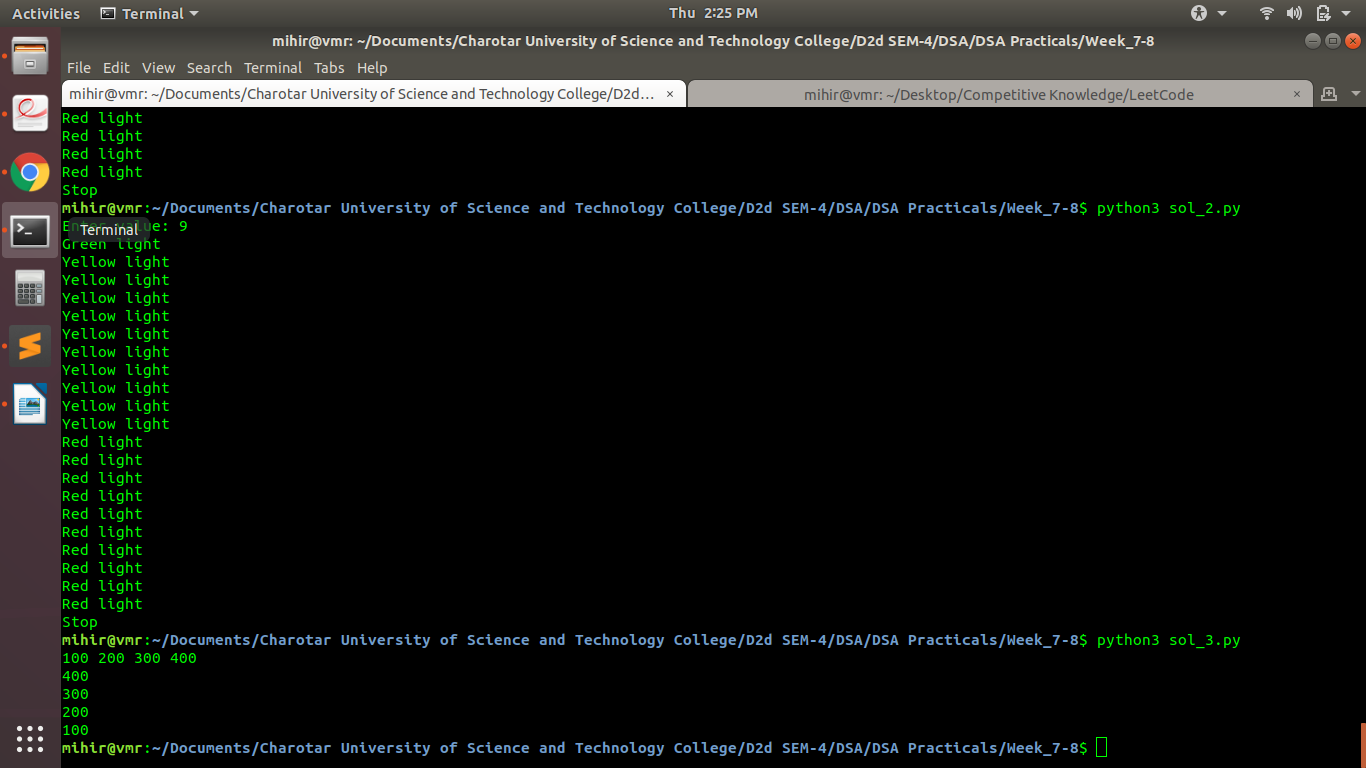 Activities Terminal Thu 2:25 PM
mihir@vmr: ~/Documents/Charotar University of Science and Technology College/D2d SEM-4/DSA/DSA Practicals/Week_7-8
File Edit View Search Terminal Tabs Help
mihir@vmr: ~/Documents/Charotar University of Science and Technology College/D2d… × mihir@vmr: ~/Desktop/Competitive Knowledge/LeetCode ×
Red light
Red light
Red light
Red light
Stop
mihir@vmr:~/Documents/Charotar University of Science and Technology College/D2d SEM-4/DSA/DSA Practicals/Week_7-8$ python3 sol_2.py
: 9
Terminal
Green light
Yellow light
Yellow light
Yellow light
Yellow light
Yellow light
Yellow light
Yellow light
Yellow light
Yellow light
Yellow light
Red light
Red light
Red light
Red light
Red light
Red light
Red light
Red light
Red light
Red light
Stop
mihir@vmr:~/Documents/Charotar University of Science and Technology College/D2d SEM-4/DSA/DSA Practicals/Week_7-8$ python3 sol_3.py
100 200 300 400
400
300
200
100
mihir@vmr:~/Documents/Charotar University of Science and Technology College/D2d SEM-4/DSA/DSA Practicals/Week_7-8$